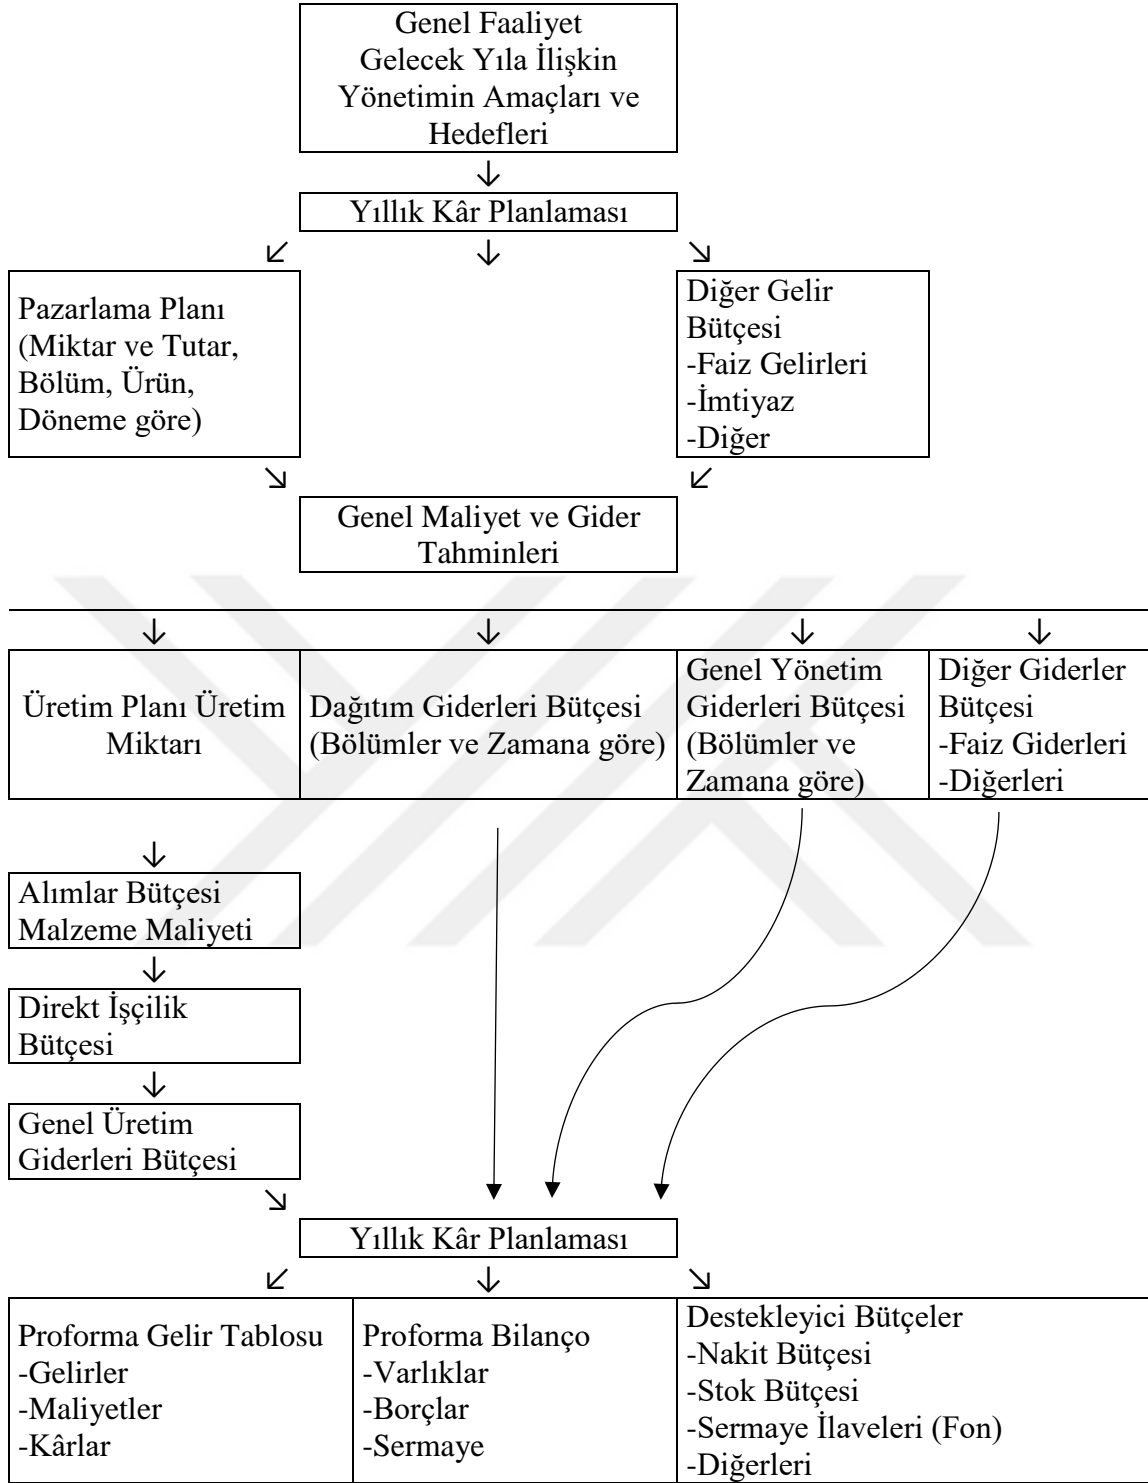 Genel Faaliyet
Gelecek Yıla İlişkin
Yönetimin Amaçları ve
Hedefleri
Yıllık Kâr Planlaması
Pazarlama Planı
(Miktar ve Tutar,
Bölüm, Ürün,
Döneme göre)
Diğer Gelir
Bütçesi
-Faiz Gelirleri
-İmtiyaz
-Diğer
Genel Maliyet ve Gider
Tahminleri
Üretim Planı Üretim
Miktarı
Dağıtım Giderleri Bütçesi
(Bölümler ve Zamana göre)
Genel Yönetim
Giderleri Bütçesi
(Bölümler ve
Zamana göre)
Diğer Giderler
Bütçesi
-Faiz Giderleri
-Diğerleri
Alımlar Bütçesi
Malzeme Maliyeti
Direkt İşçilik
Bütçesi
Genel Üretim
Giderleri Bütçesi
Yıllık Kâr Planlaması
Proforma Gelir Tablosu
-Gelirler
-Maliyetler
-Kârlar
Proforma Bilanço
-Varlıklar
-Borçlar
-Sermaye
Destekleyici Bütçeler
-Nakit Bütçesi
-Stok Bütçesi
-Sermaye İlaveleri (Fon)
-Diğerleri